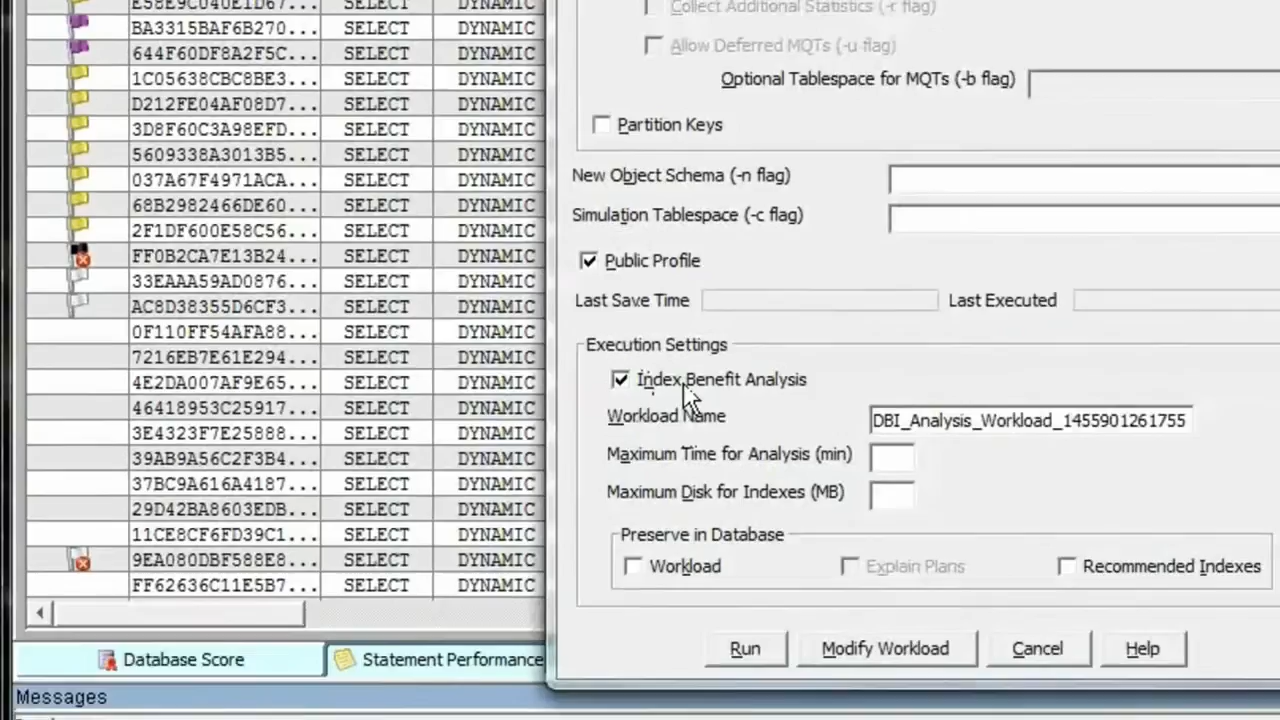 E58E9C040E1D67... SELECT DYNAMIC
BA3315BAF6B270... SELECT DYNAMIC
644F60DF8A2F5C... SELECT DYNAMIC
1C05638CBC8BE3... SELECT DYNAMIC
D212FE04AF08D7... SELECT DYNAMIC
3D8F60C3A98EFD... SELECT DYNAMIC
5609338A3013B5... SELECT DYNAMIC
037A67F4971ACA... SELECT DYNAMIC
68B2982466DE60... SELECT DYNAMIC
2F1DF600E58C56... SELECT DYNAMIC
FF0B2CA7E13B24... SELECT DYNAMIC
33EAAA59AD0876... SELECT DYNAMIC
AC8D38355D6CF3... SELECT DYNAMIC
0F110FF54AFA88... SELECT DYNAMIC
7216EB7E61E294... SELECT DYNAMIC
4E2DA007AF9E65... SELECT DYNAMIC
46418953C25917... SELECT DYNAMIC
3E4323F7E25888... SELECT DYNAMIC
39AB9A56C2F3B4... SELECT DYNAMIC
37BC9A616A4187... SELECT DYNAMIC
29D42BA8603EDB... SELECT DYNAMIC
11CE8CF6FD39C1... SELECT DYNAMIC
9EA080DBF588E8... SELECT DYNAMIC
FF62636C11E5B7... SELECT DYNAMIC
Database Score
Statement Performance
Messages
Collect Additional Statistics (-r flag)
Allow Deferred MQTs (-u flag)
Optional Tablespace for MQTs (-b flag)
Partition Keys
New Object Schema (-n flag)
Simulation Tablespace (-c flag)
Public Profile
Last Save Time Last Executed
Execution Settings
Index Benefit Analysis
Workload Name DBI_Analysis_Workload_1455901261755
Maximum Time for Analysis (min)
Maximum Disk for Indexes (MB)
Preserve in Database
Workload Explain Plans Recommended Indexes
Run Modify Workload Cancel Help